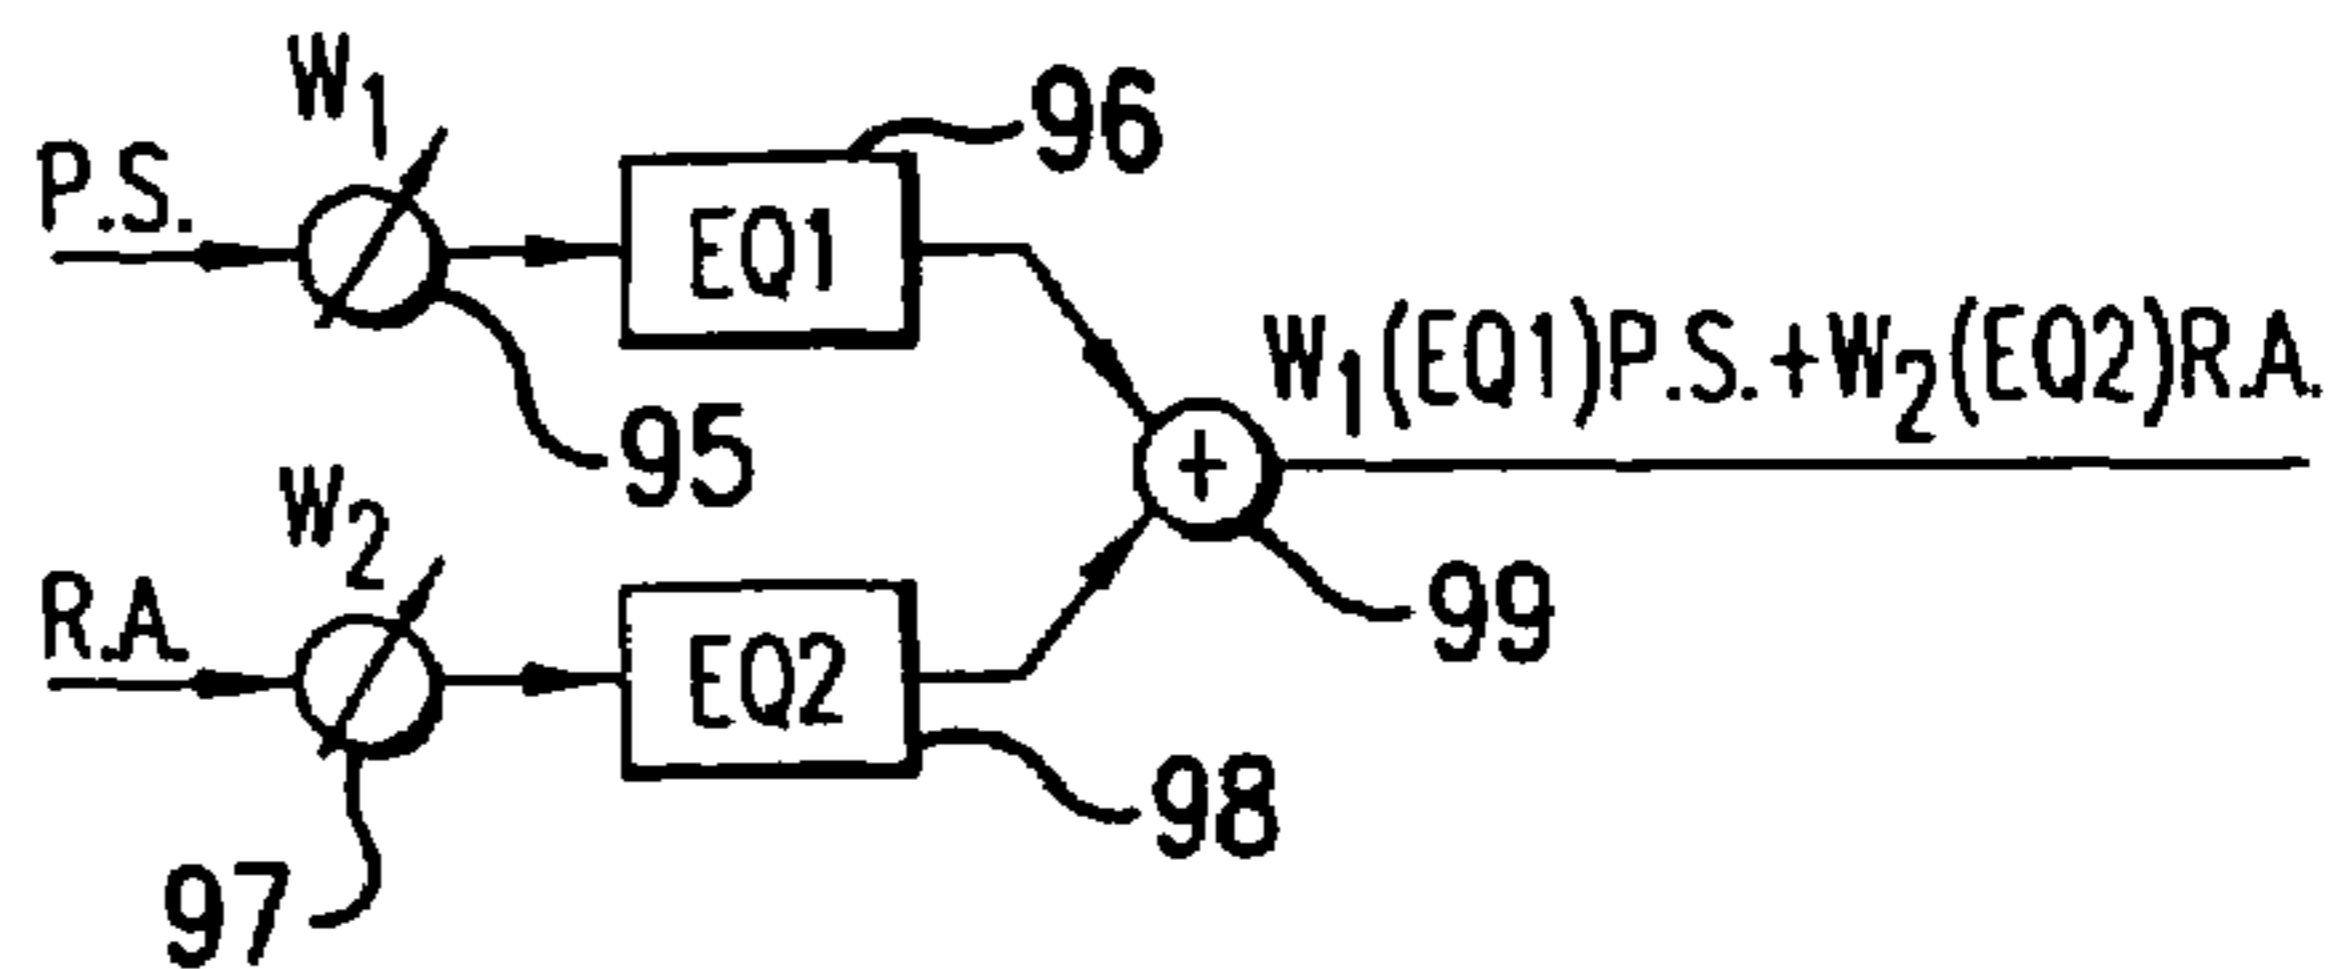 W1
P.S.
96
EQ1
W1(EQ1)P.S.+W2(EQ2)R.A.
95
+
W2
R.A.
99
EQ2
98
97